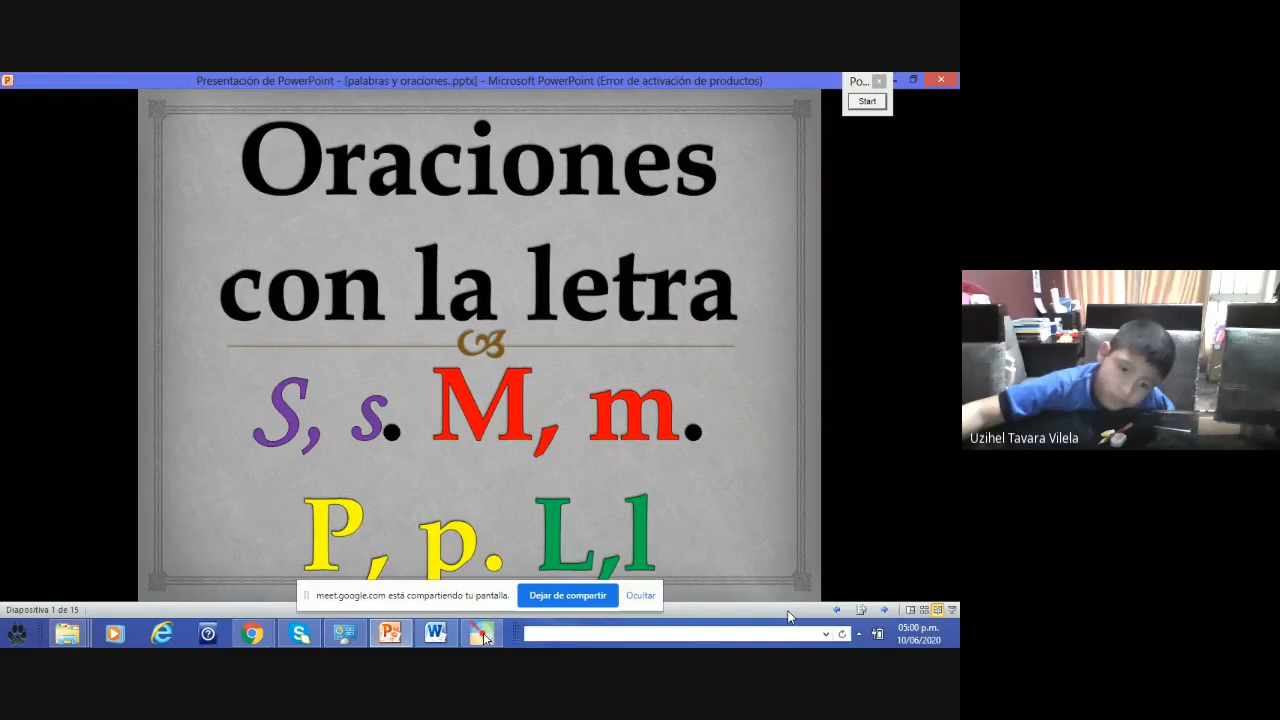 Presentación de PowerPoint - [palabras y oraciones..pptx] - Microsoft PowerPoint (Error de activación de productos)
Po...
Start
Oraciones
con la letra
S, s. M, m.
P, p. L,l
Uzihel Tavara Vilela
meet.google.com está compartiendo tu pantalla.
Dejar de compartir
Ocultar
Diapositiva 1 de 15
05:00 p.m.
10/06/2020